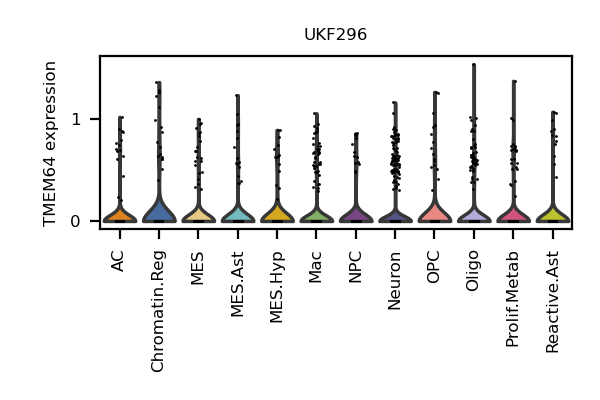 UKF296
TMEM64 expression
1
0
AC
Chromatin.Reg
MES
MES.Ast
MES.Hyp
Mac
NPC
Neuron
OPC
Oligo
Prolif.Metab
Reactive.Ast